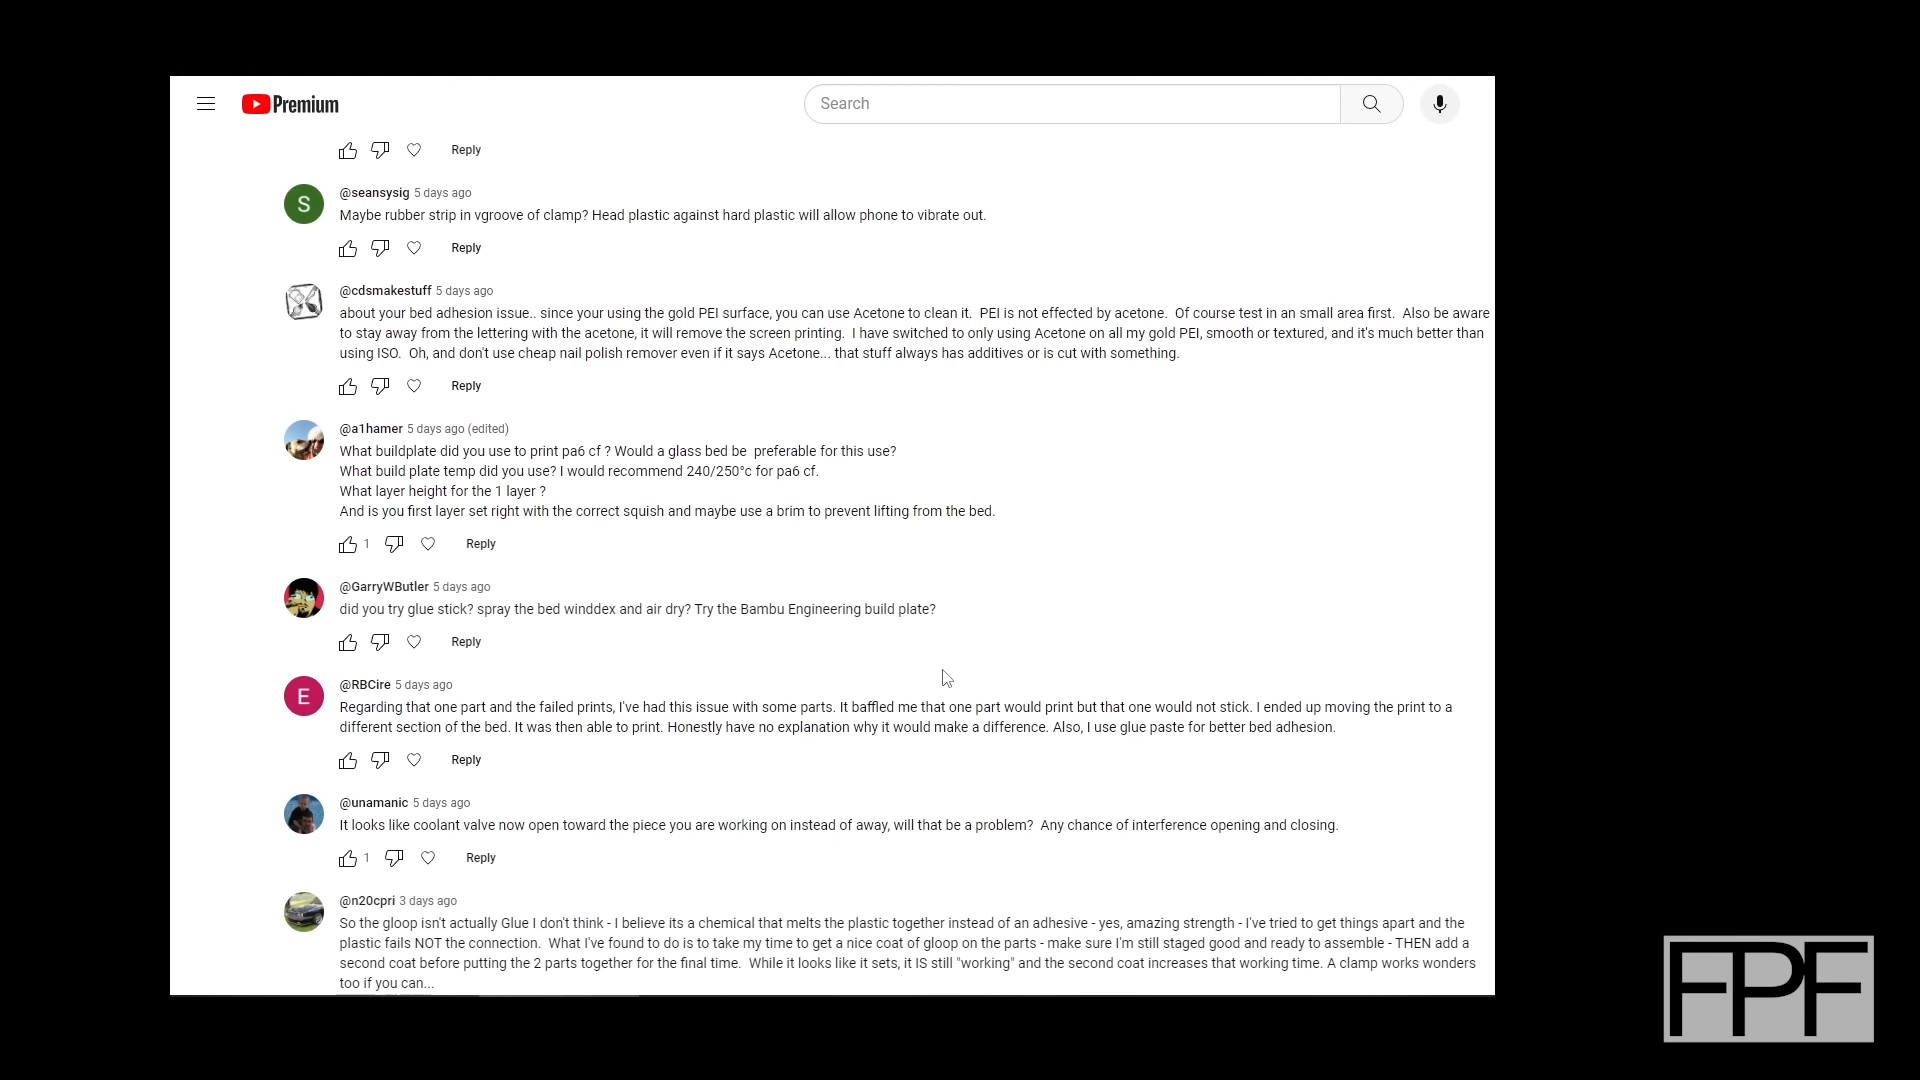 Premium
Search
Reply
S
@seansysig 5 days ago
Maybe rubber strip in vgroove of clamp? Head plastic against hard plastic will allow phone to vibrate out.
Reply
@cdsmakestuff 5 days ago
about your bed adhesion issue.. since your using the gold PEI surface, you can use Acetone to clean it.  PEI is not effected by acetone.  Of course test in an small area first.  Also be aware
to stay away from the lettering with the acetone, it will remove the screen printing.  I have switched to only using Acetone on all my gold PEI, smooth or textured, and it's much better than
using ISO.  Oh, and don't use cheap nail polish remover even if it says Acetone... that stuff always has additives or is cut with something.
Reply
@a1hamer 5 days ago (edited)
What buildplate did you use to print pa6 cf ? Would a glass bed be  preferable for this use?
What build plate temp did you use? I would recommend 240/250°c for pa6 cf.
What layer height for the 1 layer ?
And is you first layer set right with the correct squish and maybe use a brim to prevent lifting from the bed.
1 Reply
@GarryWButler 5 days ago
did you try glue stick? spray the bed winddex and air dry? Try the Bambu Engineering build plate?
Reply
E
@RBCire 5 days ago
Regarding that one part and the failed prints, I've had this issue with some parts. It baffled me that one part would print but that one would not stick. I ended up moving the print to a
different section of the bed. It was then able to print. Honestly have no explanation why it would make a difference. Also, I use glue paste for better bed adhesion.
Reply
@unamanic 5 days ago
It looks like coolant valve now open toward the piece you are working on instead of away, will that be a problem?  Any chance of interference opening and closing.
1 Reply
@n20cpri 3 days ago
So the gloop isn't actually Glue I don't think - I believe its a chemical that melts the plastic together instead of an adhesive - yes, amazing strength - I've tried to get things apart and the
plastic fails NOT the connection.  What I've found to do is to take my time to get a nice coat of gloop on the parts - make sure I'm still staged good and ready to assemble - THEN add a
second coat before putting the 2 parts together for the final time.  While it looks like it sets, it IS still "working" and the second coat increases that working time. A clamp works wonders
too if you can...
FPF